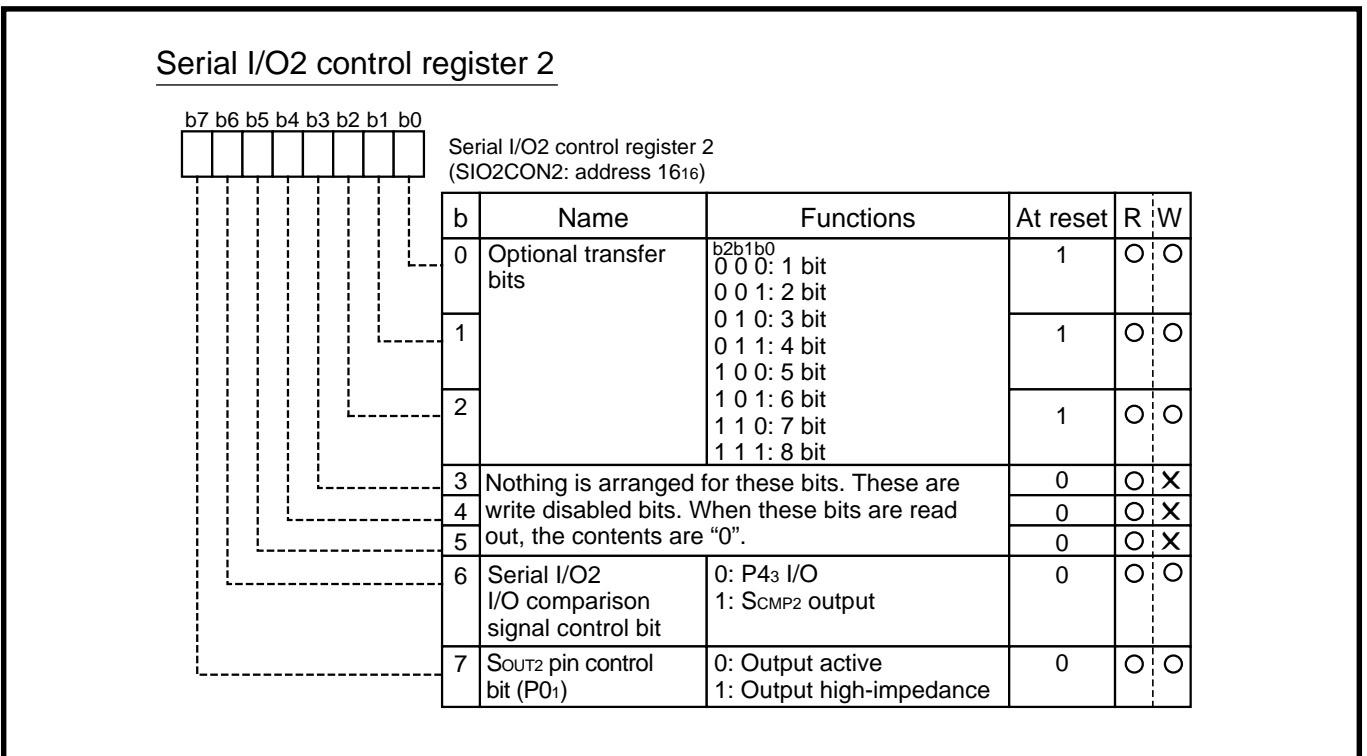 Serial I/O2 control register 2
b7 b6 b5 b4 b3 b2 b1 b0
Serial I/O2 control register 2
(SIO2CON2: address 16₁₆)
b Name Functions At reset R W
0 Optional transfer bits b2b1b0 1 O O
0 0 0: 1 bit
0 0 1: 2 bit
0 1 0: 3 bit
1 1 O O
0 1 1: 4 bit
1 0 0: 5 bit
2 1 0 1: 6 bit 1 O O
1 1 0: 7 bit
1 1 1: 8 bit
3 Nothing is arranged for these bits. These are 0 O X
4 write disabled bits. When these bits are read 0 O X
5 out, the contents are “0”. 0 O X
6 Serial I/O2 0: P4₃ I/O 0 O O
I/O comparison 1: SCMP2 output
signal control bit
7 SOUT2 pin control 0: Output active 0 O O
bit (P0₁) 1: Output high-impedance